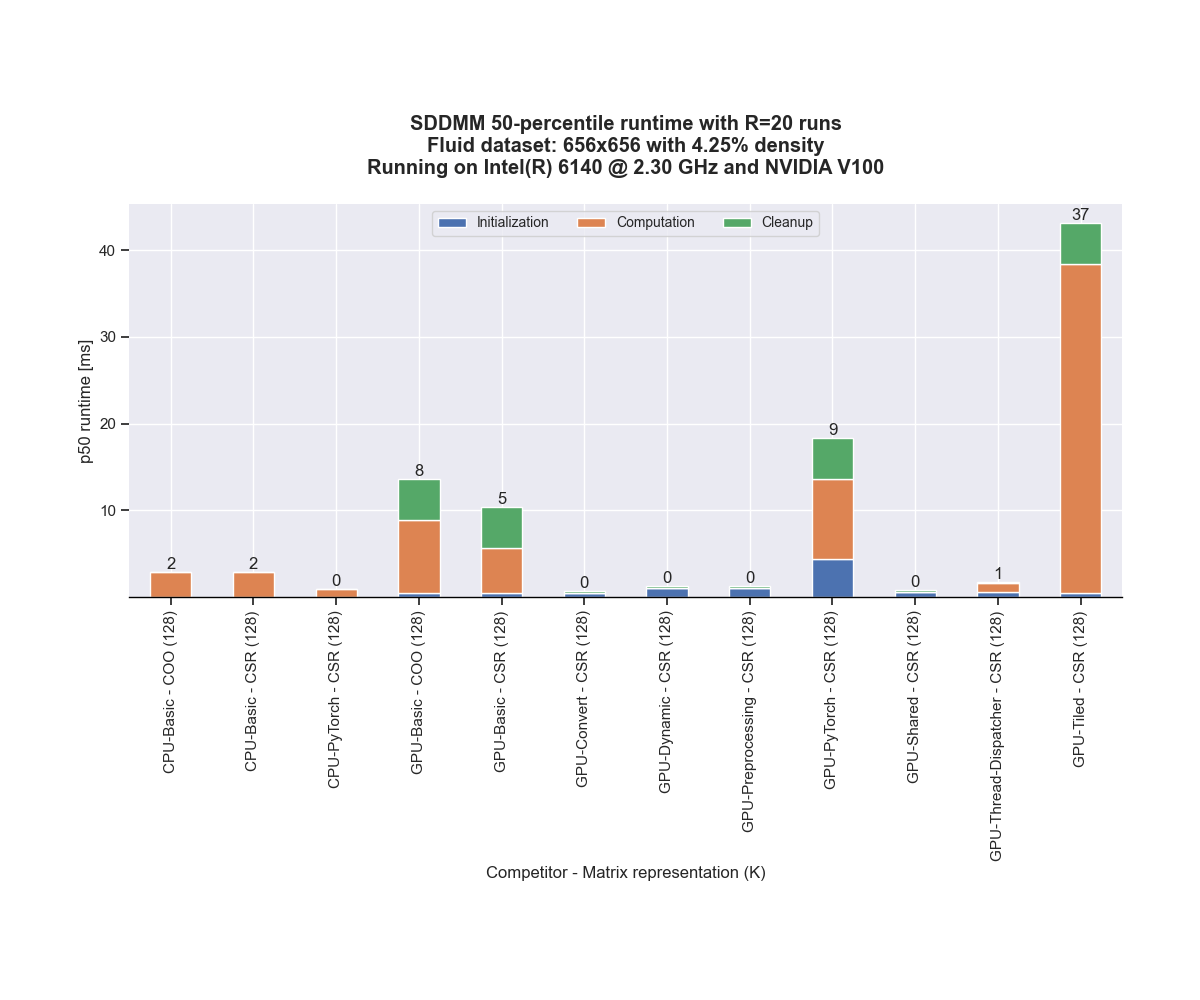 SDDMM 50-percentile runtime with R=20 runs
Fluid dataset: 656x656 with 4.25% density
Running on Intel(R) 6140 @ 2.30 GHz and NVIDIA V100
Initialization
Computation
Cleanup
p50 runtime [ms]
40
30
20
10
2
2
0
8
5
0
0
0
9
0
1
37
CPU-Basic - COO (128)
CPU-Basic - CSR (128)
CPU-PyTorch - CSR (128)
GPU-Basic - COO (128)
GPU-Basic - CSR (128)
GPU-Convert - CSR (128)
GPU-Dynamic - CSR (128)
GPU-Preprocessing - CSR (128)
GPU-PyTorch - CSR (128)
GPU-Shared - CSR (128)
GPU-Thread-Dispatcher - CSR (128)
GPU-Tiled - CSR (128)
Competitor - Matrix representation (K)